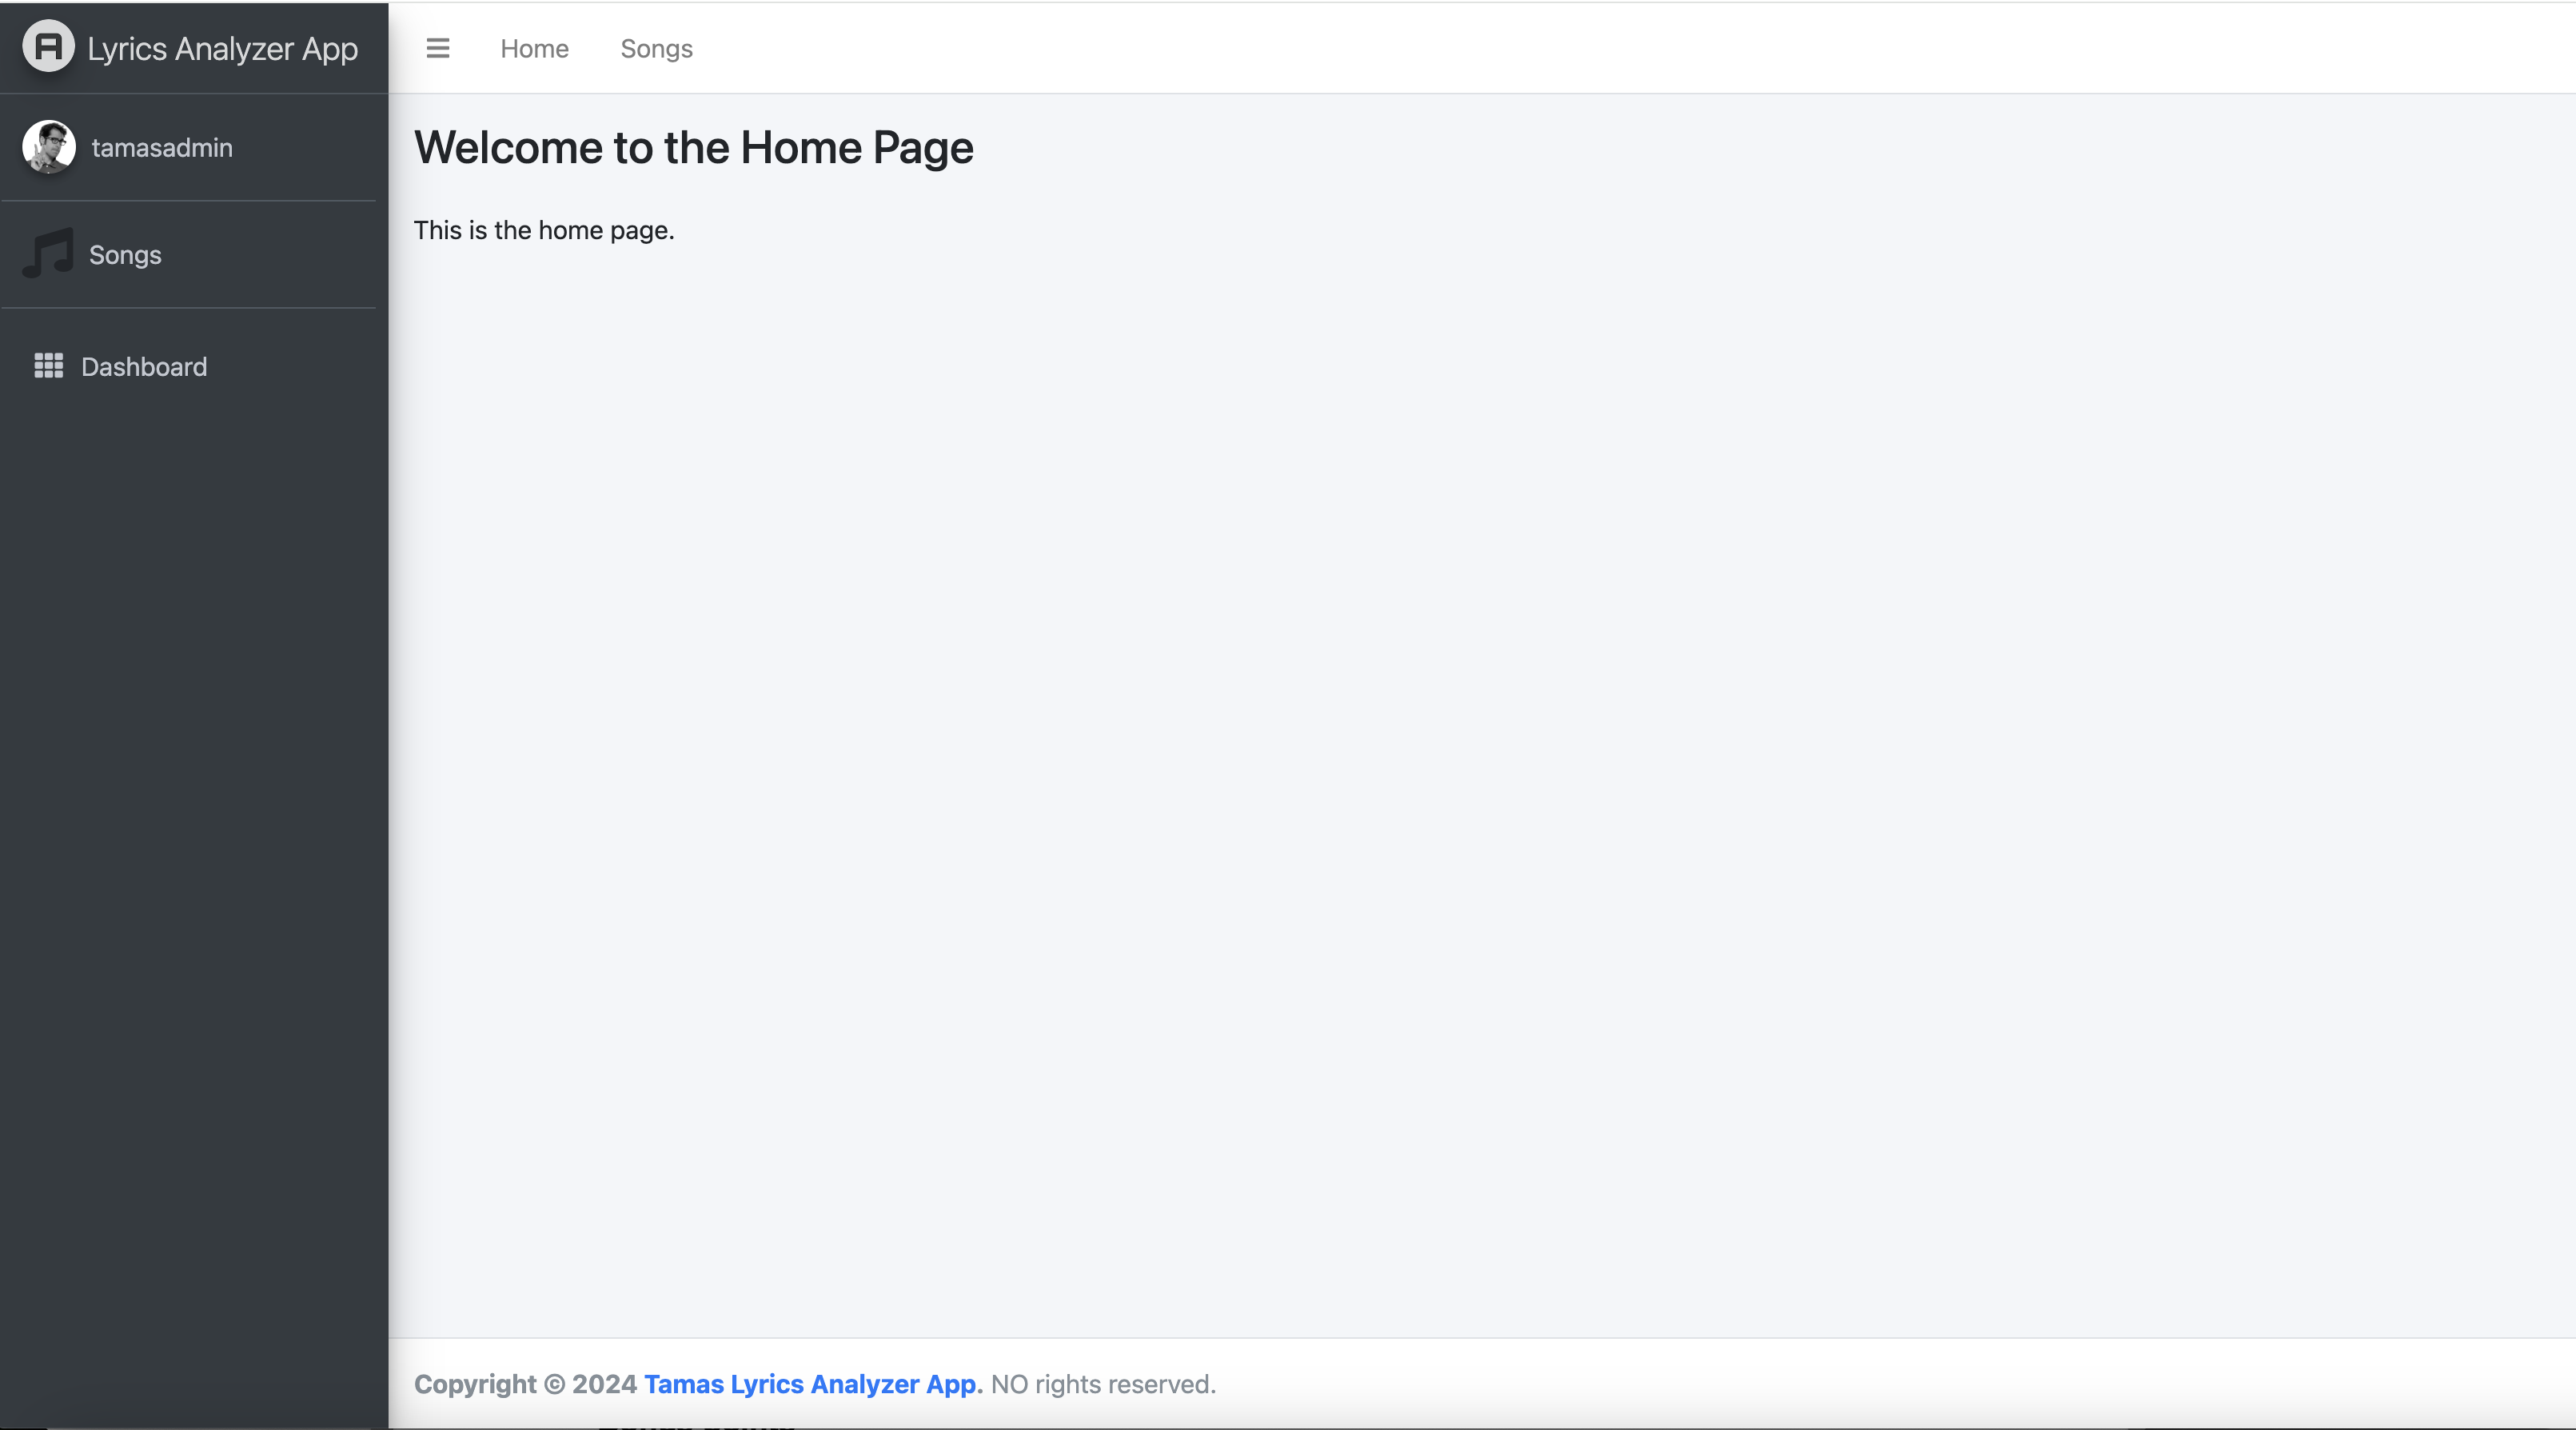 Lyrics Analyzer App
Home
Songs
tamasadmin
Songs
Dashboard
Welcome to the Home Page
This is the home page.
Copyright © 2024 Tamas Lyrics Analyzer App. NO rights reserved.